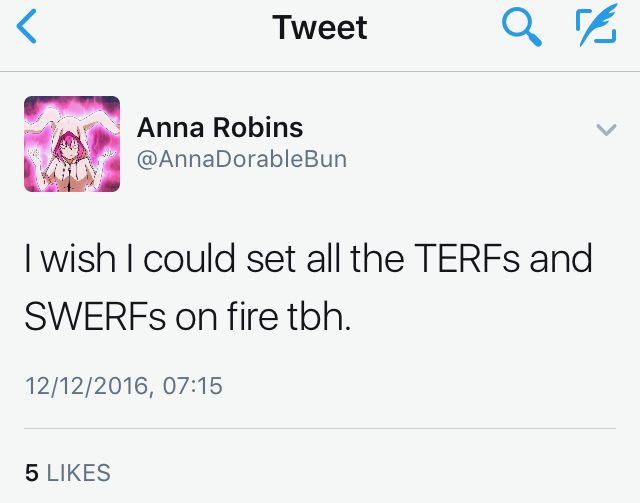 Tweet
Anna Robins
@AnnaDorableBun
I wish I could set all the TERFs and
SWERFs on fire tbh.
12/12/2016, 07:15
5 LIKES